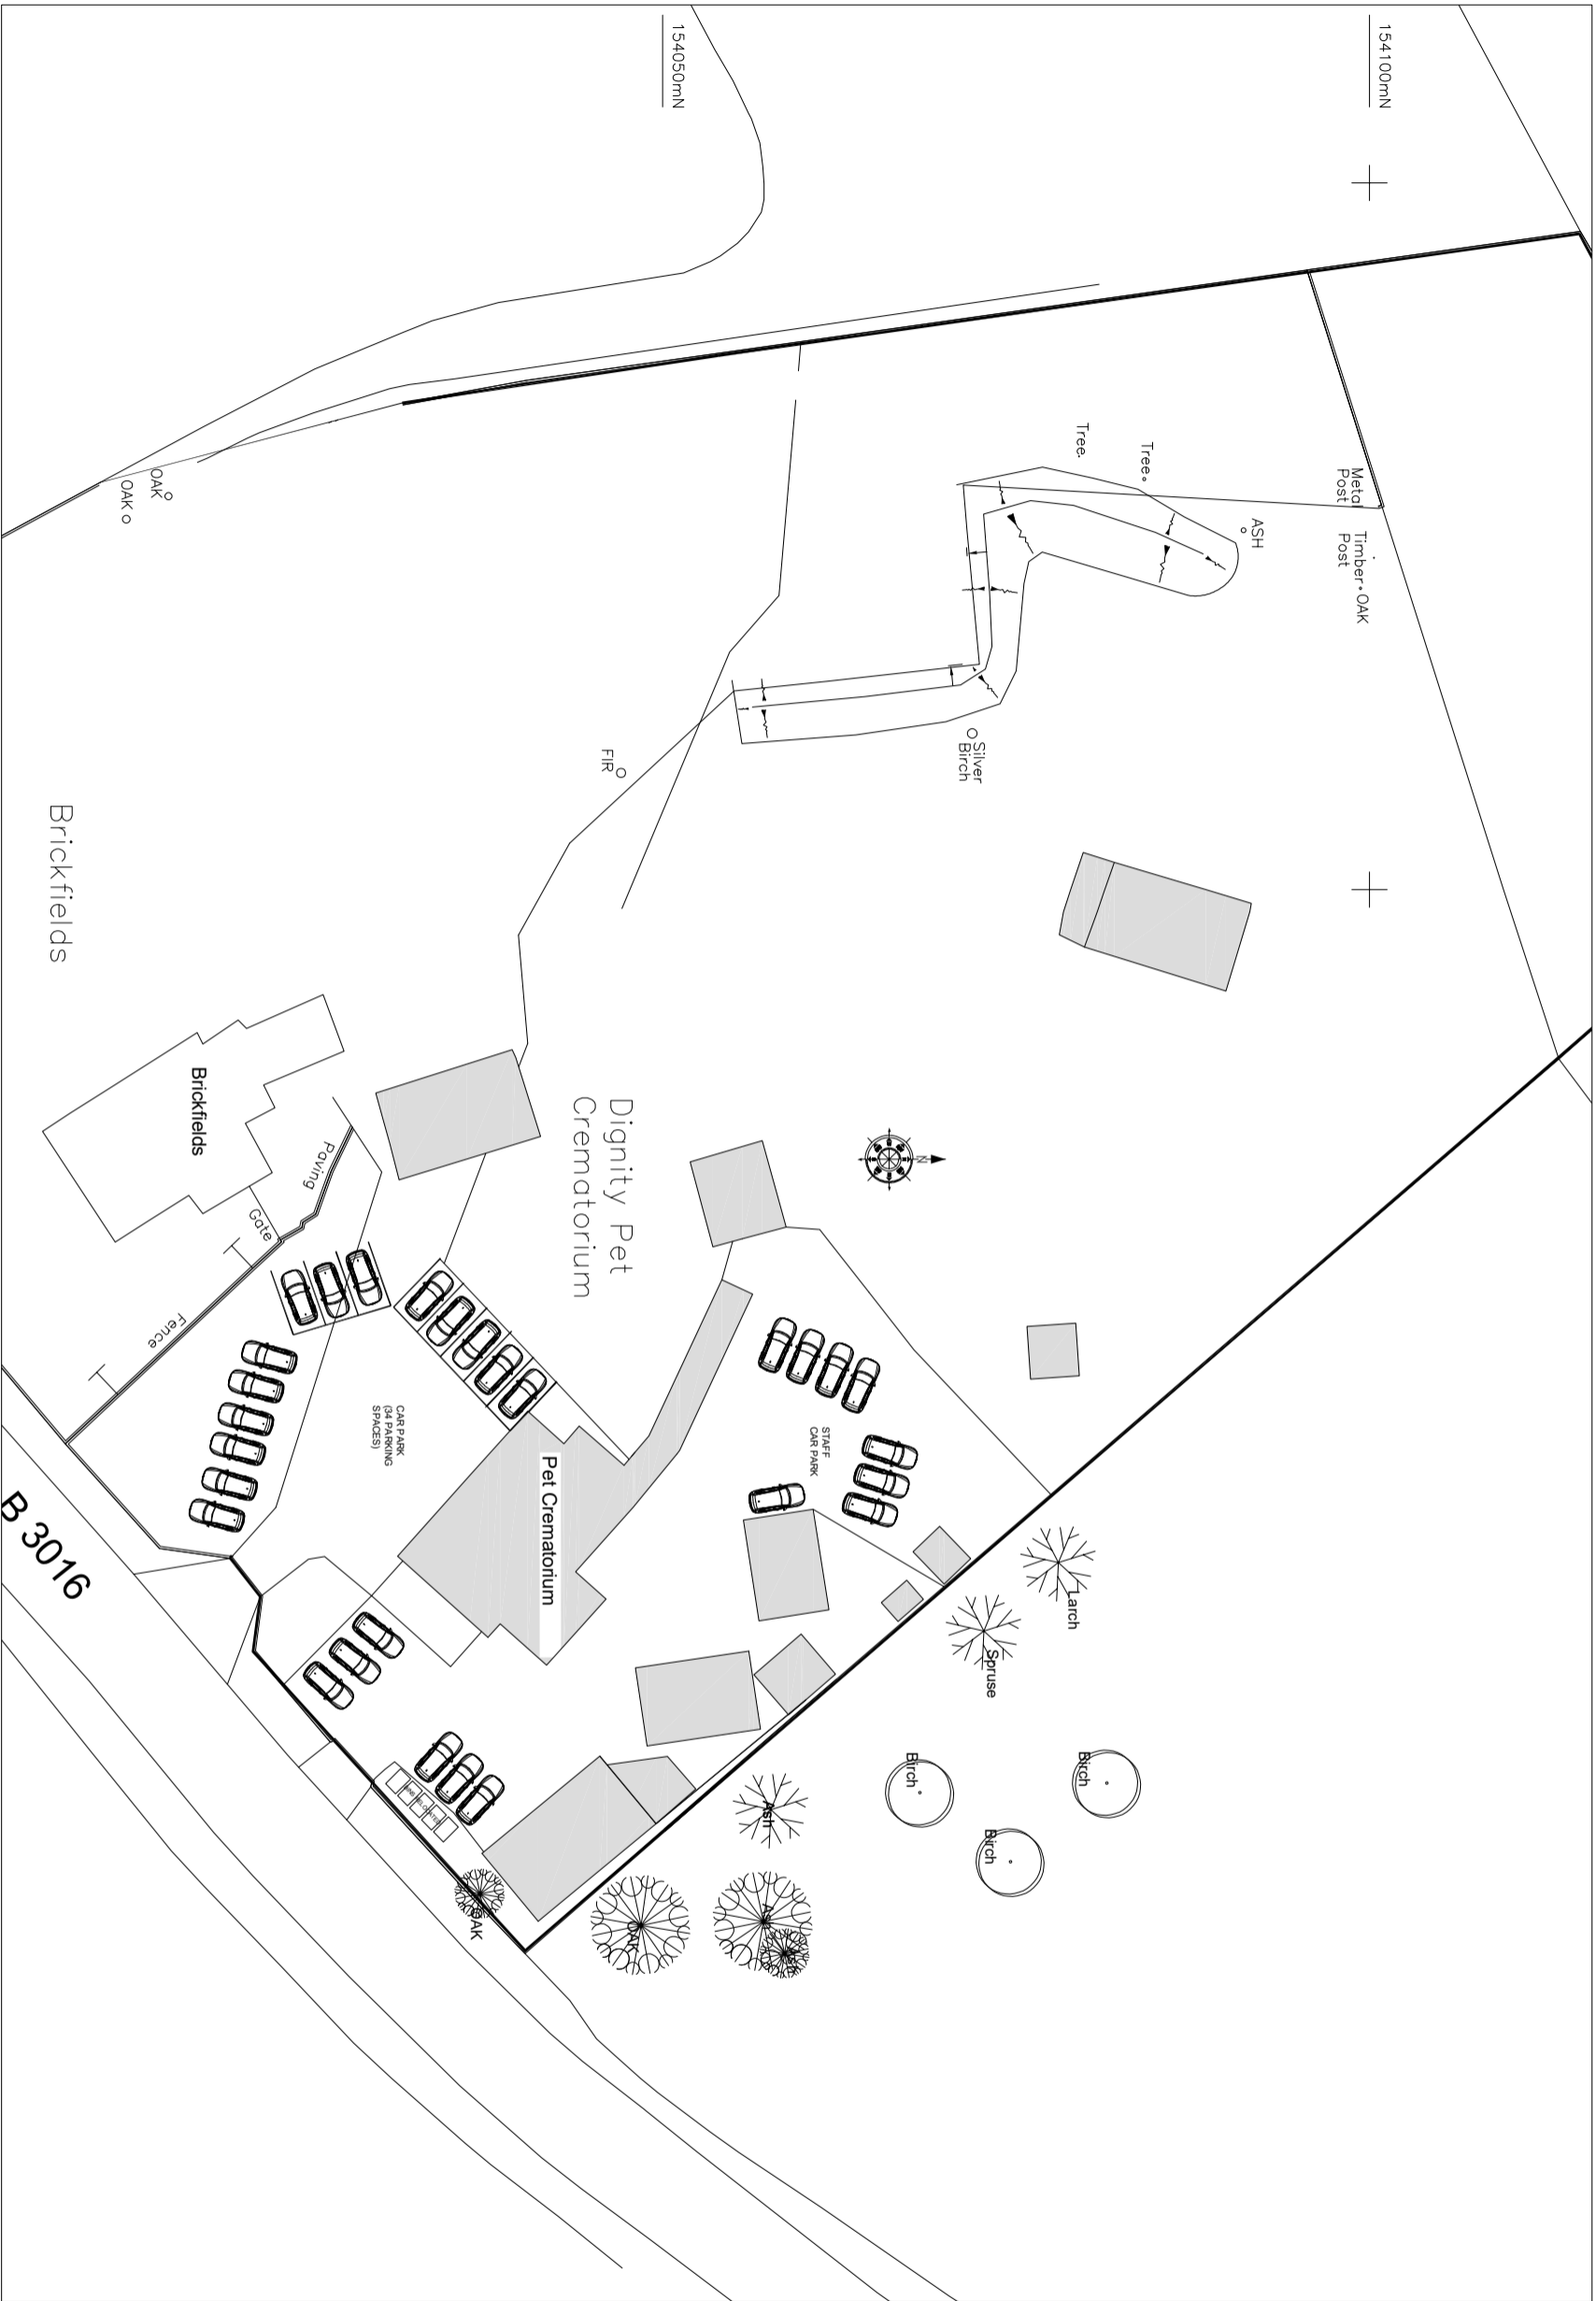 154100mN
154050mN
Metal
Post
Timber
Post
OAK
ASH
Tree
Tree
Silver
Birch
FIR
OAK
OAK
Brickfields
Brickfields
Dignity Pet
Crematorium
N
Paving
Gate
Fence
CAR PARK
(34 PARKING
SPACES)
STAFF
CAR PARK
Pet Crematorium
Larch
Spruse
Birch
Birch
Birch
Ash
Ash
OAK
OAK
B 3016